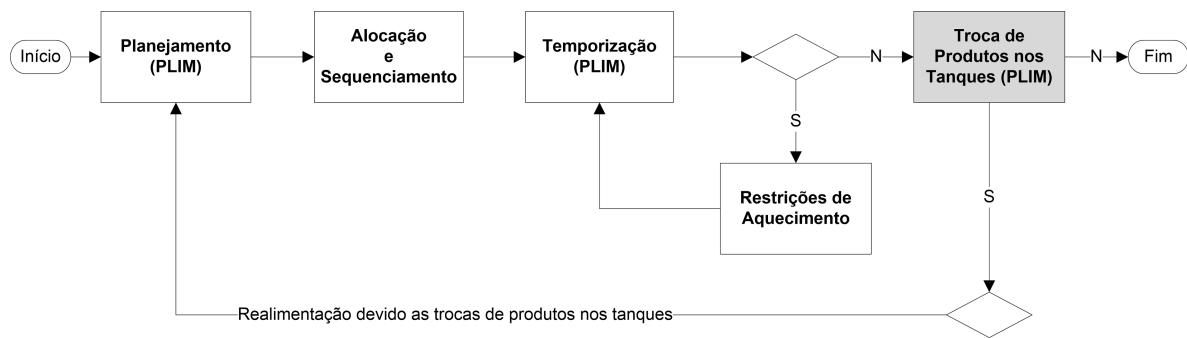 Início
Planejamento
(PLIM)
Alocação
e
Sequenciamento
Temporização
(PLIM)
N
Troca de
Produtos nos
Tanques (PLIM)
N
Fim
S
Restrições de
Aquecimento
S
Realimentação devido as trocas de produtos nos tanques